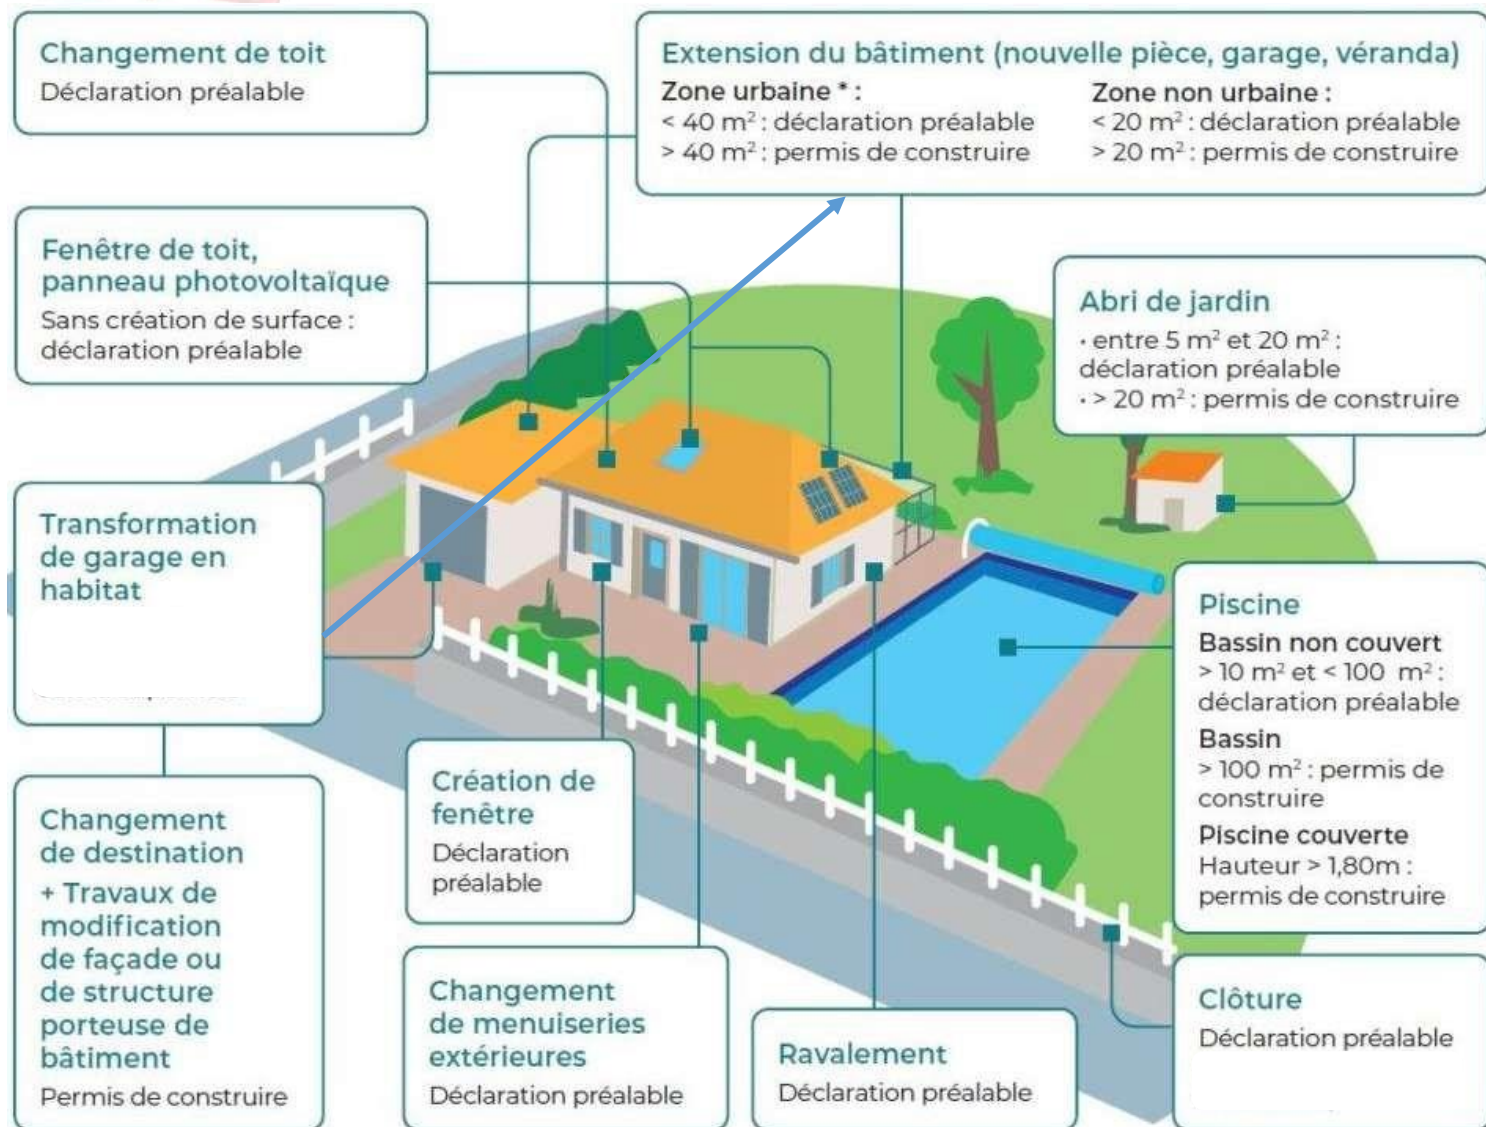 Changement de toit
Déclaration préalable
Extension du bâtiment (nouvelle pièce, garage, véranda)
Zone urbaine * :
< 40 m² : déclaration préalable
> 40 m² : permis de construire
Zone non urbaine :
< 20 m² : déclaration préalable
> 20 m² : permis de construire
Fenêtre de toit,
panneau photovoltaïque
Sans création de surface :
déclaration préalable
Abri de jardin
• entre 5 m² et 20 m² :
déclaration préalable
• > 20 m² : permis de construire
Transformation
de garage en
habitat
Piscine
Bassin non couvert
> 10 m² et < 100 m² :
déclaration préalable
Bassin
> 100 m² : permis de
construire
Piscine couverte
Hauteur > 1,80m :
permis de construire
Changement
de destination
+ Travaux de
modification
de façade ou
de structure
porteuse de
bâtiment
Permis de construire
Création de
fenêtre
Déclaration
préalable
Changement
de menuiseries
extérieures
Déclaration préalable
Ravalement
Déclaration préalable
Clôture
Déclaration préalable